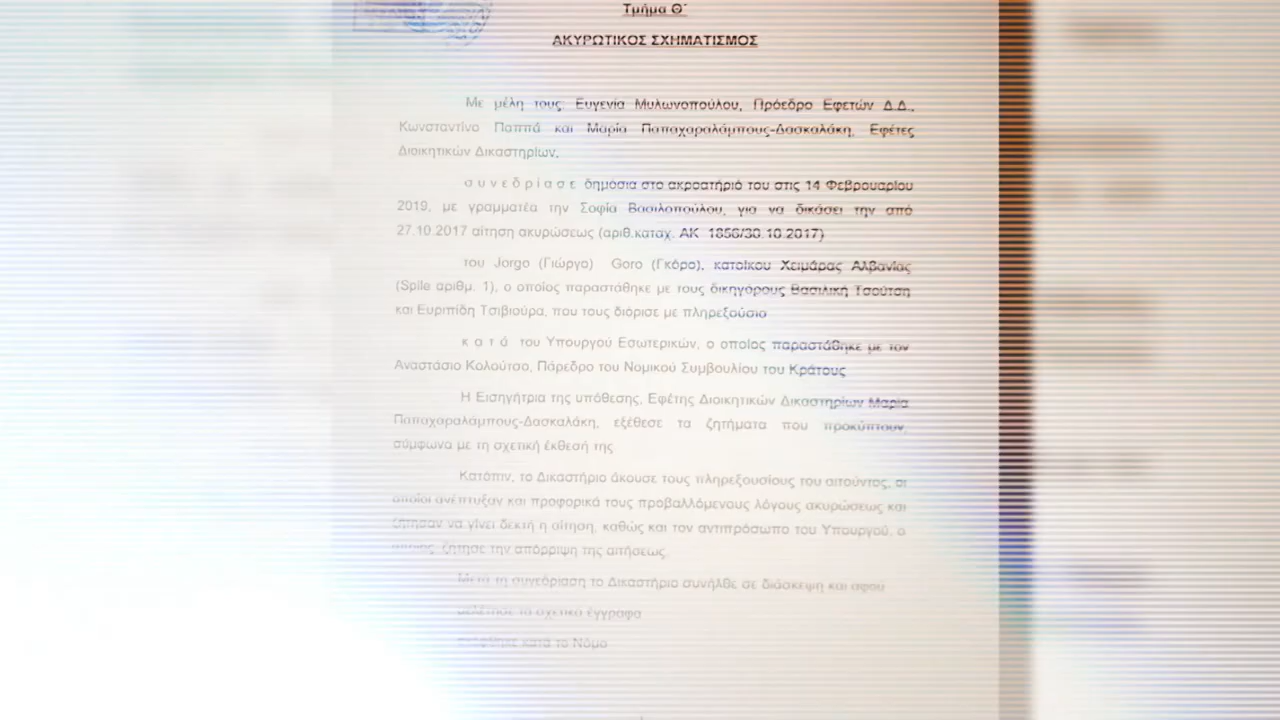 Τμήμα Θ΄
ΑΚΥΡΩΤΙΚΟΣ ΣΧΗΜΑΤΙΣΜΟΣ
Με μέλη τους: Ευγενία Μυλωνοπούλου, Πρόεδρο Εφετών Δ.Δ.,
Κωνσταντίνο Παππά και Μαρία Παπαχαραλάμπους-Δασκαλάκη, Εφέτες
Διοικητικών Δικαστηρίων,
σ υ ν ε δ ρ ί α σ ε δημόσια στο ακροατήριό του στις 14 Φεβρουαρίου
2019, με γραμματέα την Σοφία Βασιλοπούλου, για να δικάσει την από
27.10.2017 αίτηση ακυρώσεως (αριθ.καταχ. ΑΚ 1856/30.10.2017)
του Jorgo (Γιώργο) Goro (Γκόρο), κατοίκου Χειμάρας Αλβανίας
(Spile αριθμ. 1), ο οποίος παραστάθηκε με τους δικηγόρους Βασιλική Τσούτση
και Ευριπίδη Τσιβιούρα, που τους διόρισε με πληρεξούσιο
κ α τ ά του Υπουργού Εσωτερικών, ο οποίος παραστάθηκε με τον
Αναστάσιο Κολούτσο, Πάρεδρο του Νομικού Συμβουλίου του Κράτους
Η Εισηγήτρια της υπόθεσης, Εφέτης Διοικητικών Δικαστηρίων Μαρία
Παπαχαραλάμπους-Δασκαλάκη, εξέθεσε τα ζητήματα που προκύπτουν,
σύμφωνα με τη σχετική έκθεσή της
Κατόπιν, το Δικαστήριο άκουσε τους πληρεξουσίους του αιτούντος, οι
οποίοι ανέπτυξαν και προφορικά τους προβαλλόμενους λόγους ακυρώσεως και
ζήτησαν να γίνει δεκτή η αίτηση, καθώς και τον αντιπρόσωπο του Υπουργού, ο
οποίος ζήτησε την απόρριψη της αιτήσεως.
Μετά τη συνεδρίαση το Δικαστήριο συνήλθε σε διάσκεψη και αφού
μελέτησε τα σχετικά έγγραφα
σκέφθηκε κατά το Νόμο